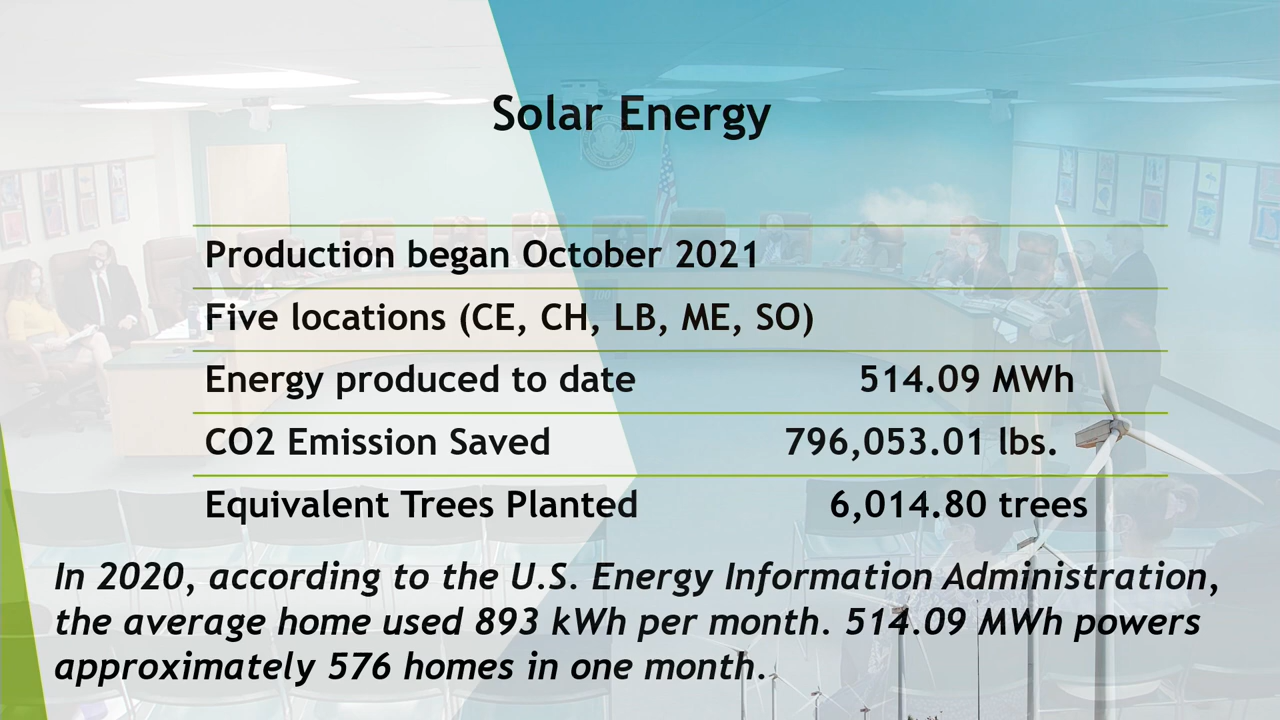 Solar Energy
Production began October 2021
Five locations (CE, CH, LB, ME, SO)
Energy produced to date 514.09 MWh
CO2 Emission Saved 796,053.01 lbs.
Equivalent Trees Planted 6,014.80 trees
In 2020, according to the U.S. Energy Information Administration,
the average home used 893 kWh per month. 514.09 MWh powers
approximately 576 homes in one month.